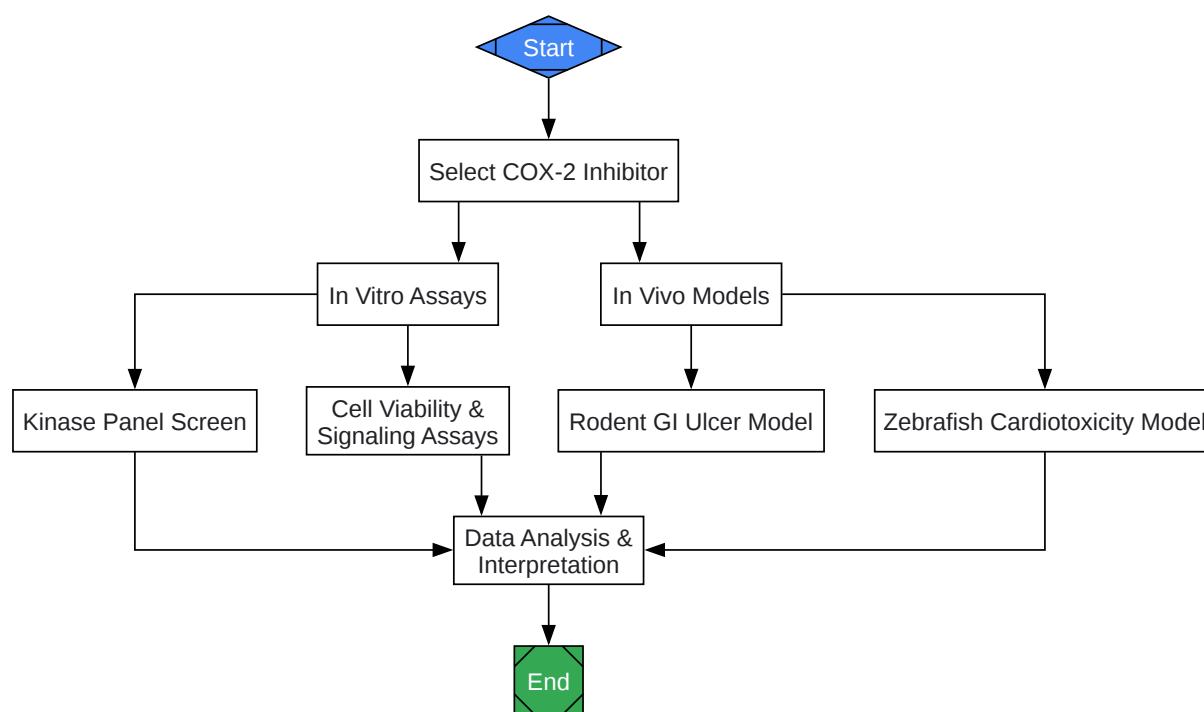 Start
Select COX-2 Inhibitor
In Vitro Assays
In Vivo Models
Kinase Panel Screen
Cell Viability &
Signaling Assays
Rodent GI Ulcer Model
Zebrafish Cardiotoxicity Model
Data Analysis &
Interpretation
End